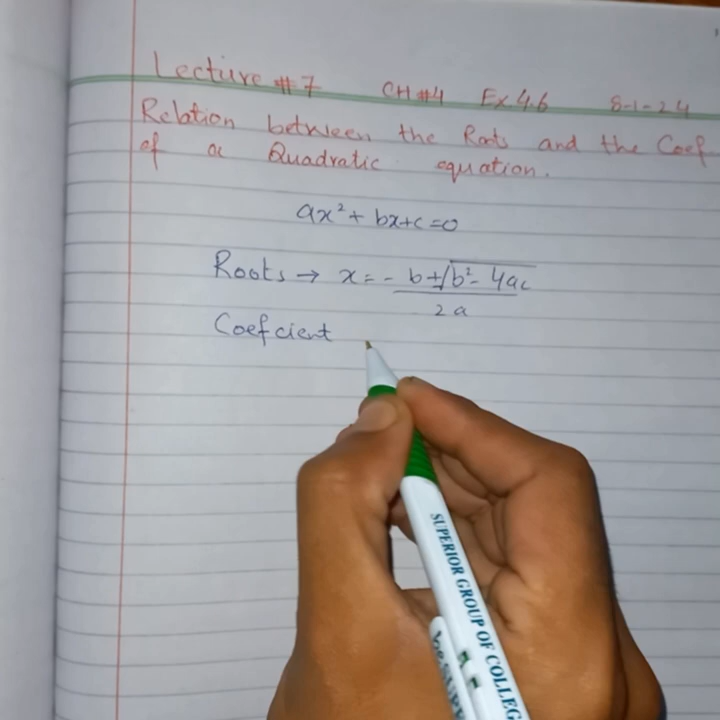 Lecture #7 CH #4 Ex 4.6 8-1-24
Relation between the Roots and the Coef
of a Quadratic equation.
ax² + bx+c=0
Roots → x = - b±√b²- 4ac
2a
Coefcient
SUPERIOR GROUP OF COLLEG